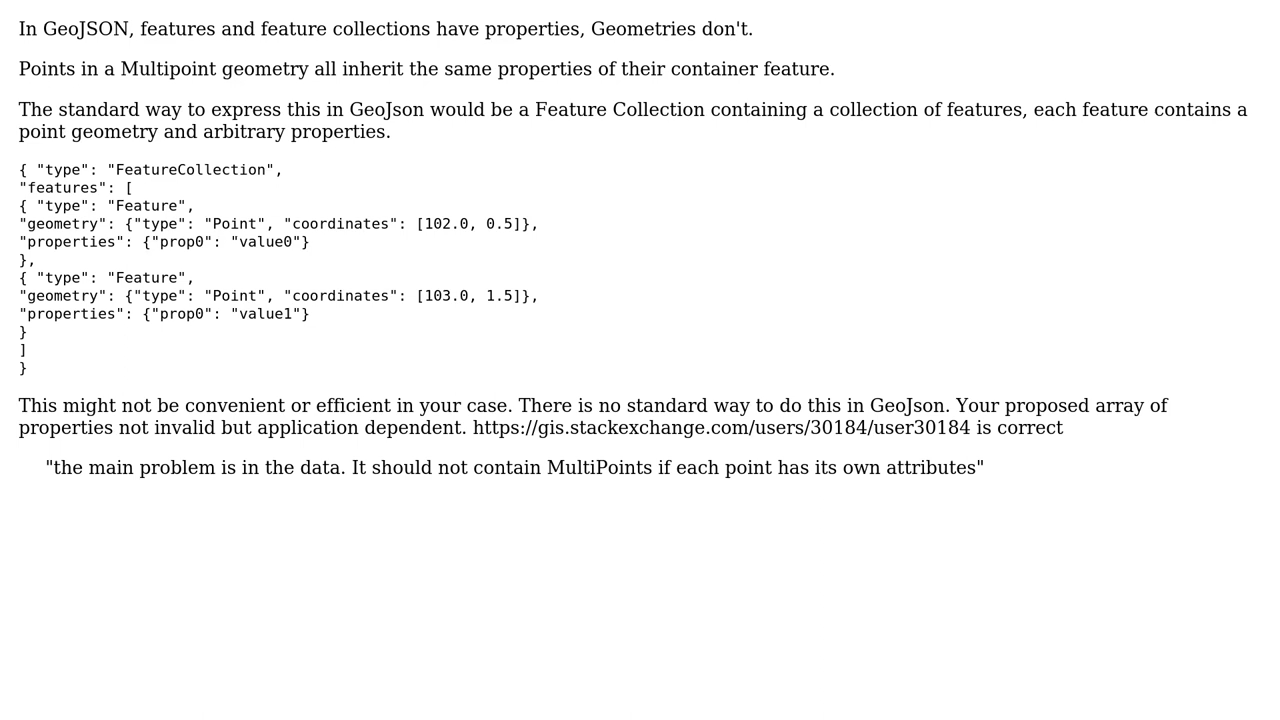 In GeoJSON, features and feature collections have properties, Geometries don't.
Points in a Multipoint geometry all inherit the same properties of their container feature.
The standard way to express this in GeoJson would be a Feature Collection containing a collection of features, each feature contains a
point geometry and arbitrary properties.
{ "type": "FeatureCollection",
"features": [
{ "type": "Feature",
"geometry": {"type": "Point", "coordinates": [102.0, 0.5]},
"properties": {"prop0": "value0"}
},
{ "type": "Feature",
"geometry": {"type": "Point", "coordinates": [103.0, 1.5]},
"properties": {"prop0": "value1"}
}
]
}
This might not be convenient or efficient in your case. There is no standard way to do this in GeoJson. Your proposed array of
properties not invalid but application dependent. https://gis.stackexchange.com/users/30184/user30184 is correct
"the main problem is in the data. It should not contain MultiPoints if each point has its own attributes"